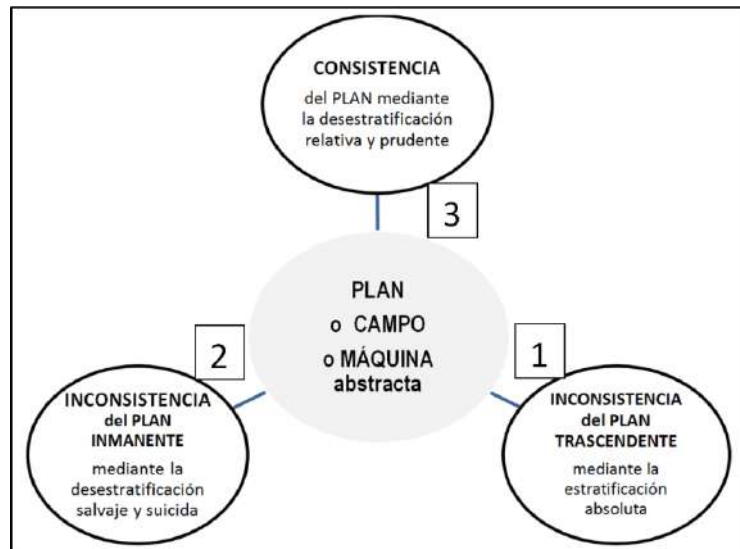 CONSISTENCIA
del PLAN mediante
la desestratificación
relativa y prudente
3
PLAN
o CAMPO
o MÁQUINA
abstracta
2
1
INCONSISTENCIA
del PLAN
INMANENTE
mediante la
desestratificación
salvaje y suicida
INCONSISTENCIA
del PLAN
TRASCENDENTE
mediante la
estratificación
absoluta